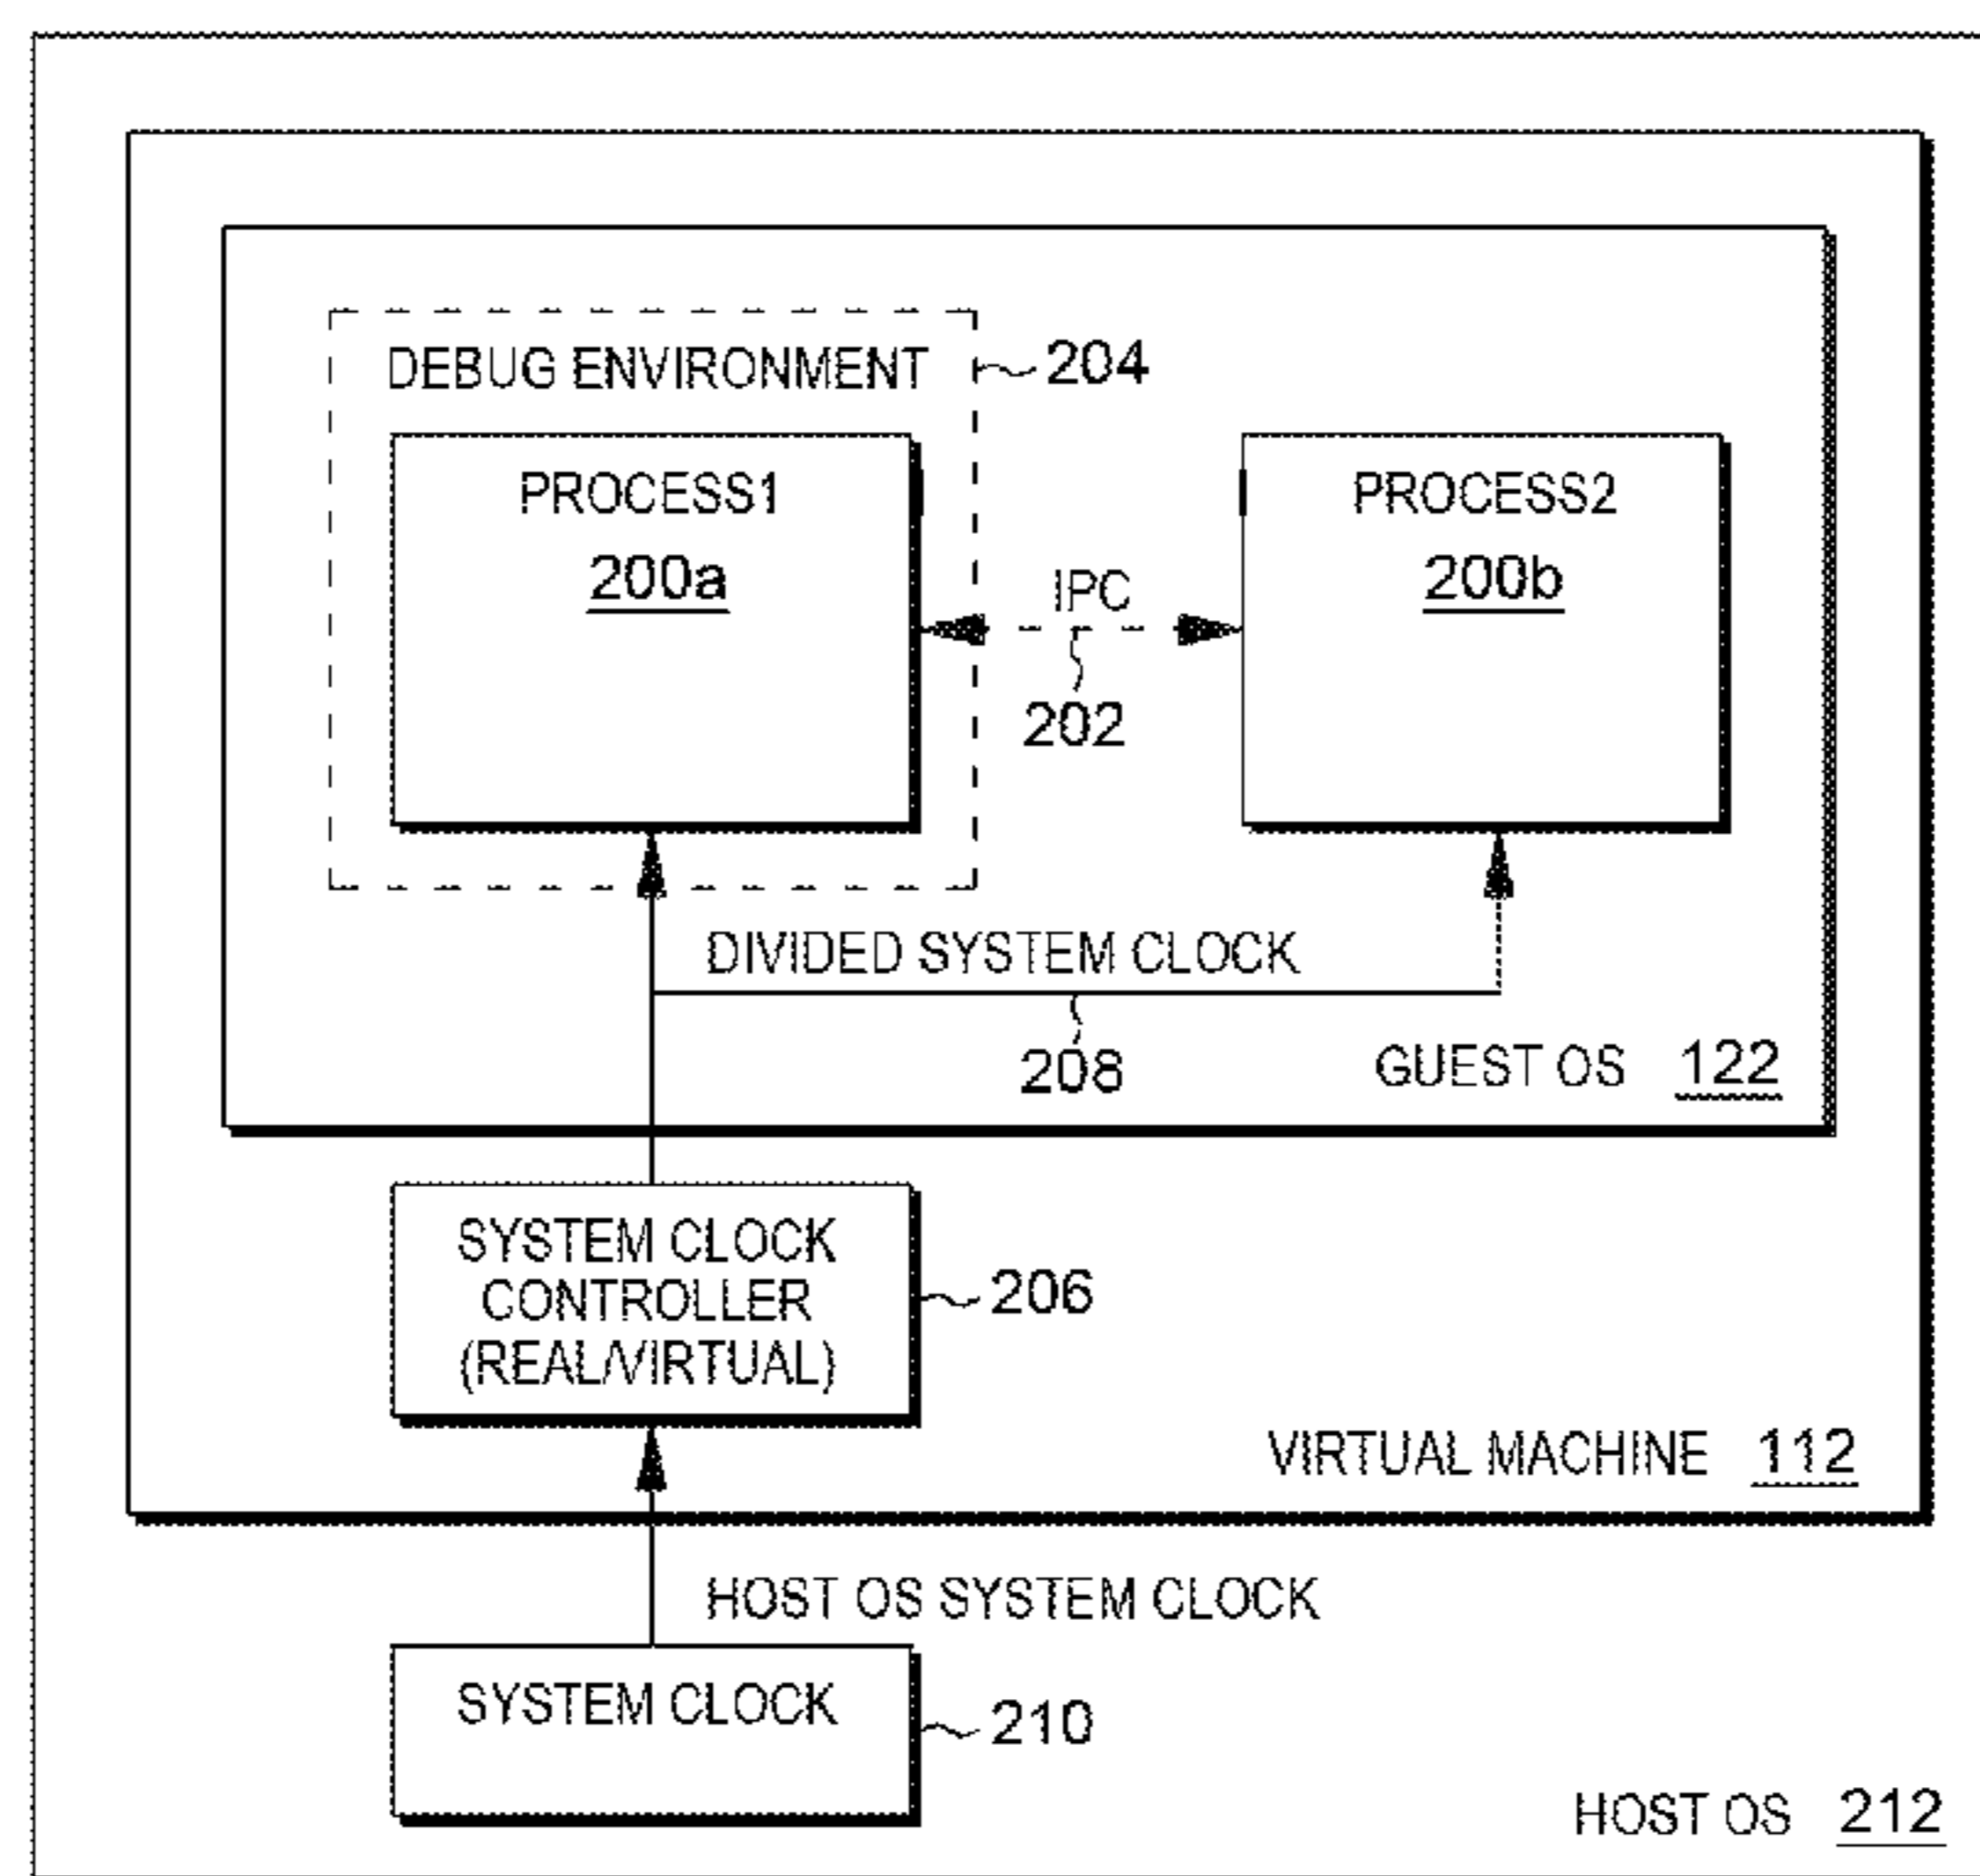 DEBUG ENVIRONMENT
204
PROCESS1
200a
PROCESS2
200b
IPC
202
DIVIDED SYSTEM CLOCK
208
GUEST OS 122
SYSTEM CLOCK
CONTROLLER
(REAL/VIRTUAL)
206
VIRTUAL MACHINE 112
HOST OS SYSTEM CLOCK
SYSTEM CLOCK
210
HOST OS 212